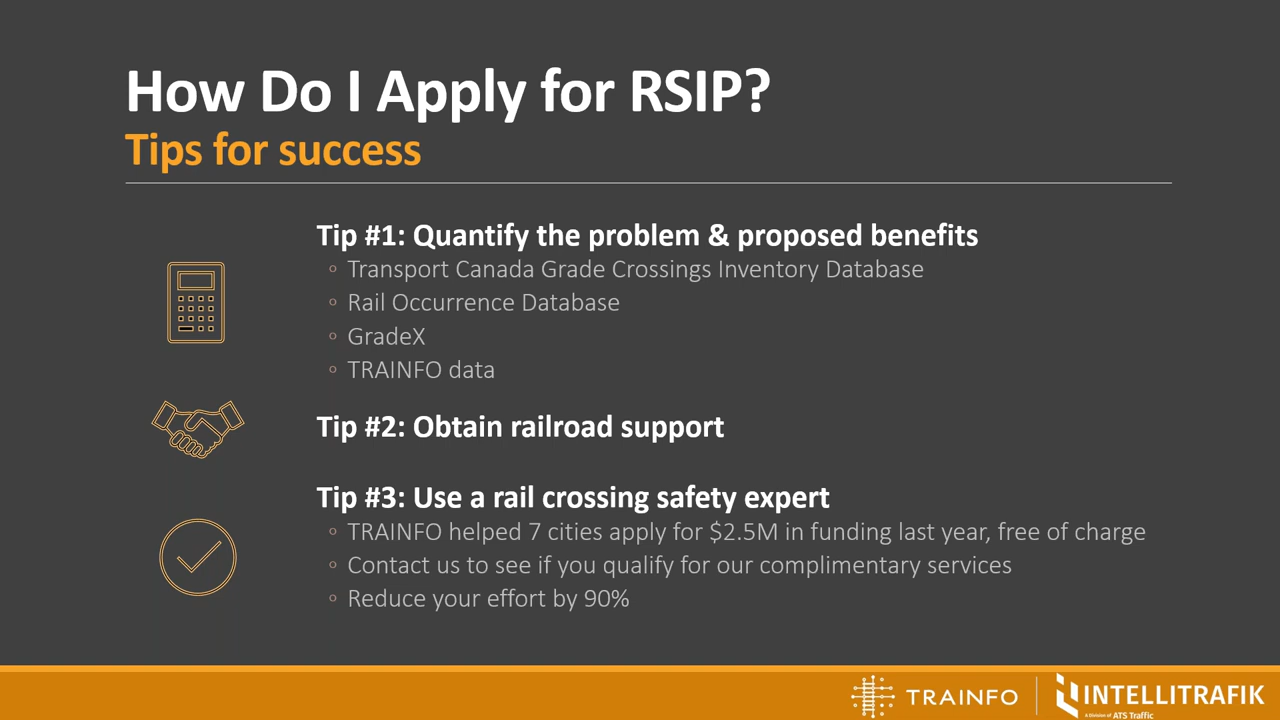 How Do I Apply for RSIP?
Tips for success
Tip #1: Quantify the problem & proposed benefits
◦ Transport Canada Grade Crossings Inventory Database
◦ Rail Occurrence Database
◦ GradeX
◦ TRAINFO data
Tip #2: Obtain railroad support
Tip #3: Use a rail crossing safety expert
◦ TRAINFO helped 7 cities apply for $2.5M in funding last year, free of charge
◦ Contact us to see if you qualify for our complimentary services
◦ Reduce your effort by 90%
TRAINFO
INTELLITRAFIK
A Division of ATS Traffic